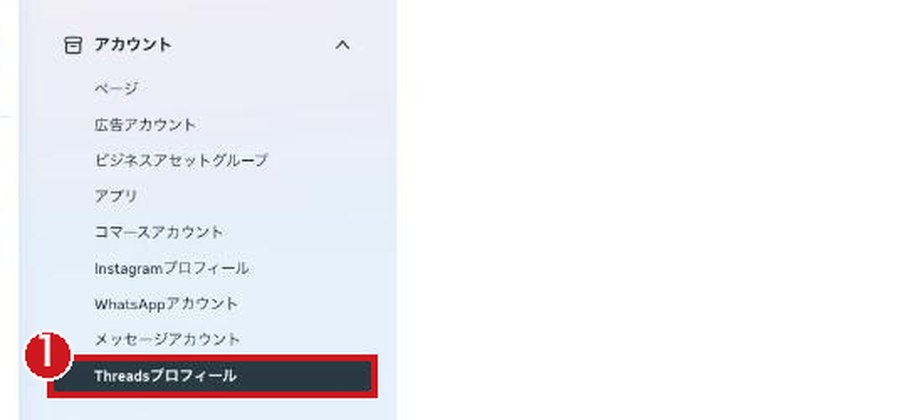 アカウント
ページ
広告アカウント
ビジネスアセットグループ
アプリ
コマースアカウント
Instagramプロフィール
WhatsAppアカウント
メッセージアカウント
1
Threadsプロフィール